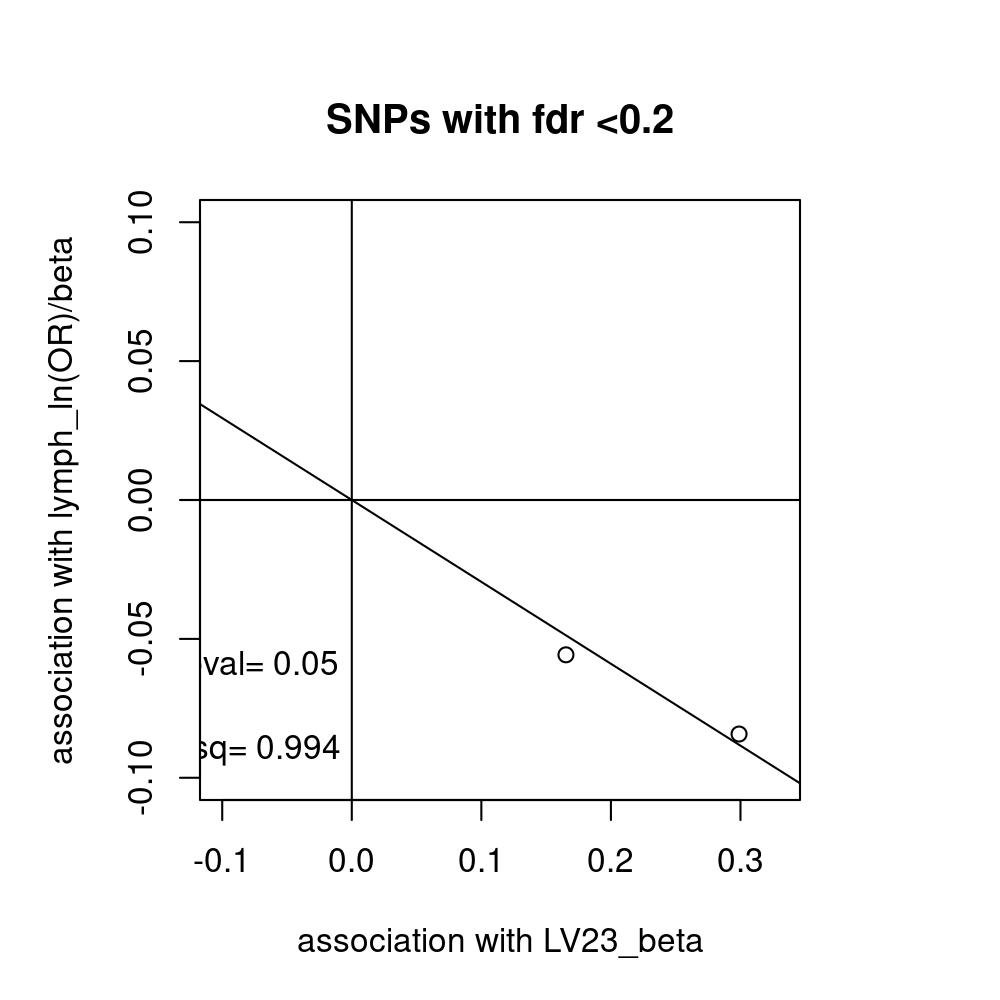 SNPs with fdr <0.2
association with lymph_ln(OR)/beta
0.10
0.05
0.00
-0.05
-0.10
val= 0.05
sq= 0.994
-0.1 0.0 0.1 0.2 0.3
association with LV23_beta